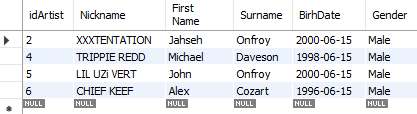 idArtist Nickname First Name Surname BirhDate Gender
2 XXXTENTATION Jahseh Onfroy 2000-06-15 Male
4 TRIPPIE REDD Michael Daveson 1998-06-15 Male
5 LIL UZi VERT John Onfroy 2000-06-15 Male
6 CHIEF KEEF Alex Cozart 1996-06-15 Male
NULL NULL NULL NULL NULL NULL